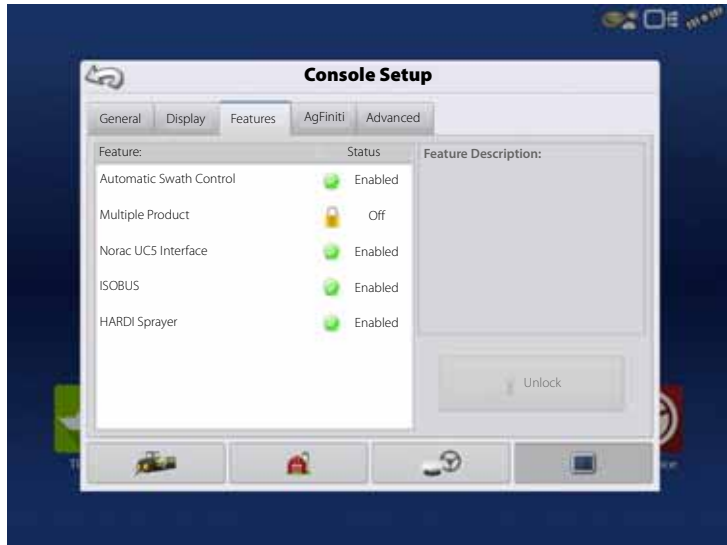 Console Setup
General Display Features AgFiniti Advanced
Feature: Status Feature Description:
Automatic Swath Control Enabled
Multiple Product Off
Norac UC5 Interface Enabled
ISOBUS Enabled
HARDI Sprayer Enabled
Unlock